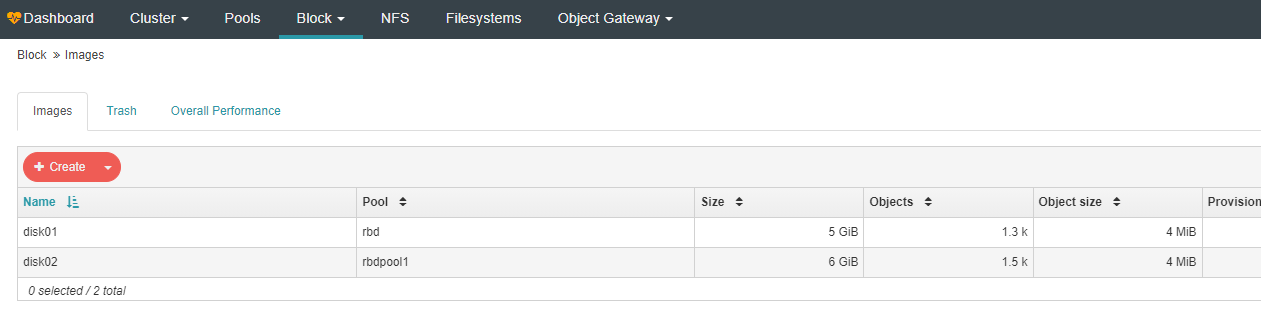 Dashboard Cluster Pools Block NFS Filesystems Object Gateway
Block » Images
Images Trash Overall Performance
Create
Name Pool Size Objects Object size Provision
disk01 rbd 5 GiB 1.3 k 4 MiB
disk02 rbdpool1 6 GiB 1.5 k 4 MiB
0 selected / 2 total